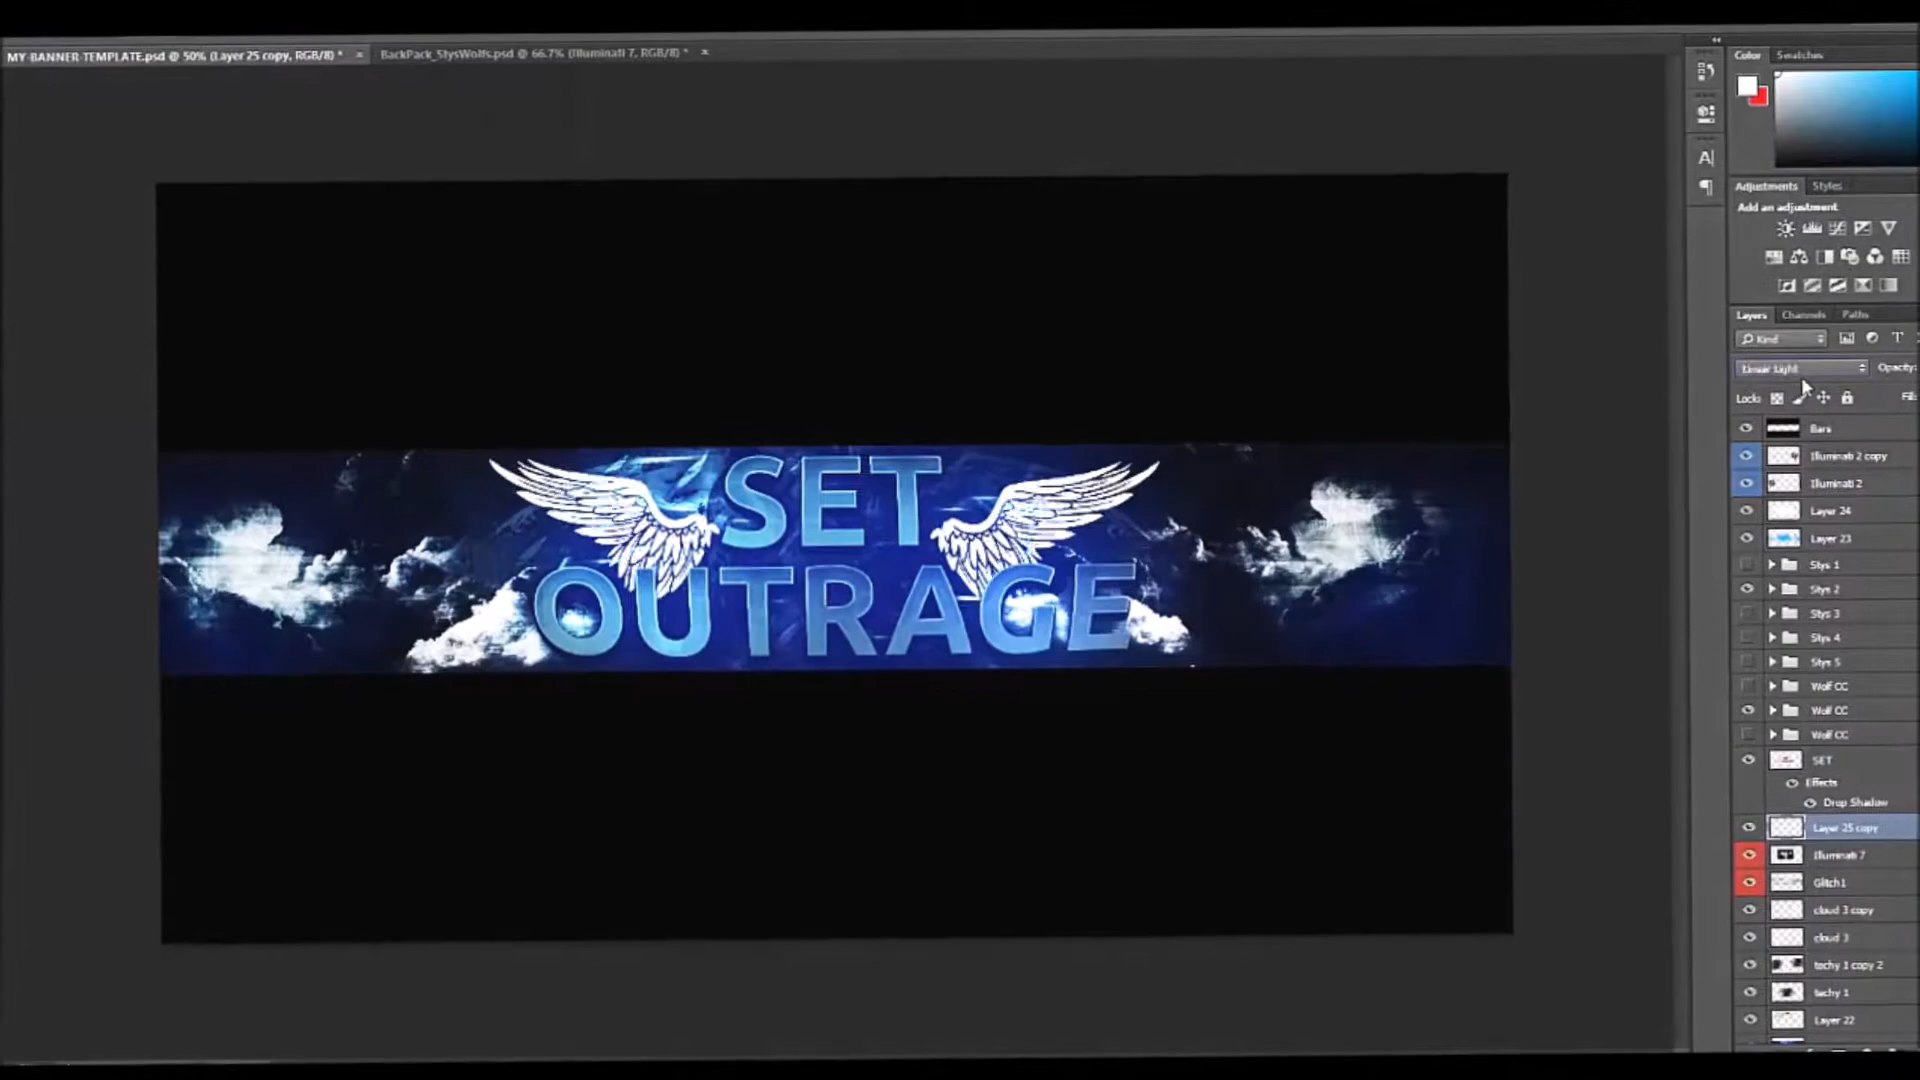 MY-BANNER-TEMPLATE.psd @ 50% (Layer 25 copy, RGB/8) *
BackPack_StysWolfs.psd @ 66.7% (Illuminati 7, RGB/8) *
Color
Swatches
Adjustments
Styles
Add an adjustment
Layers
Channels
Paths
Kind
Linear Light
Opacity:
Lock:
Fill:
Bars
Illuminati 2 copy
Illuminati 2
Layer 24
Layer 23
Stys 1
Stys 2
Stys 3
Stys 4
Stys 5
Wolf CC
Wolf CC
Wolf CC
SET
Effects
Drop Shadow
Layer 25 copy
Illuminati 7
Glitch1
cloud 3 copy
cloud 3
techy 1 copy 2
techy 1
Layer 22
SET
OUTRAGE